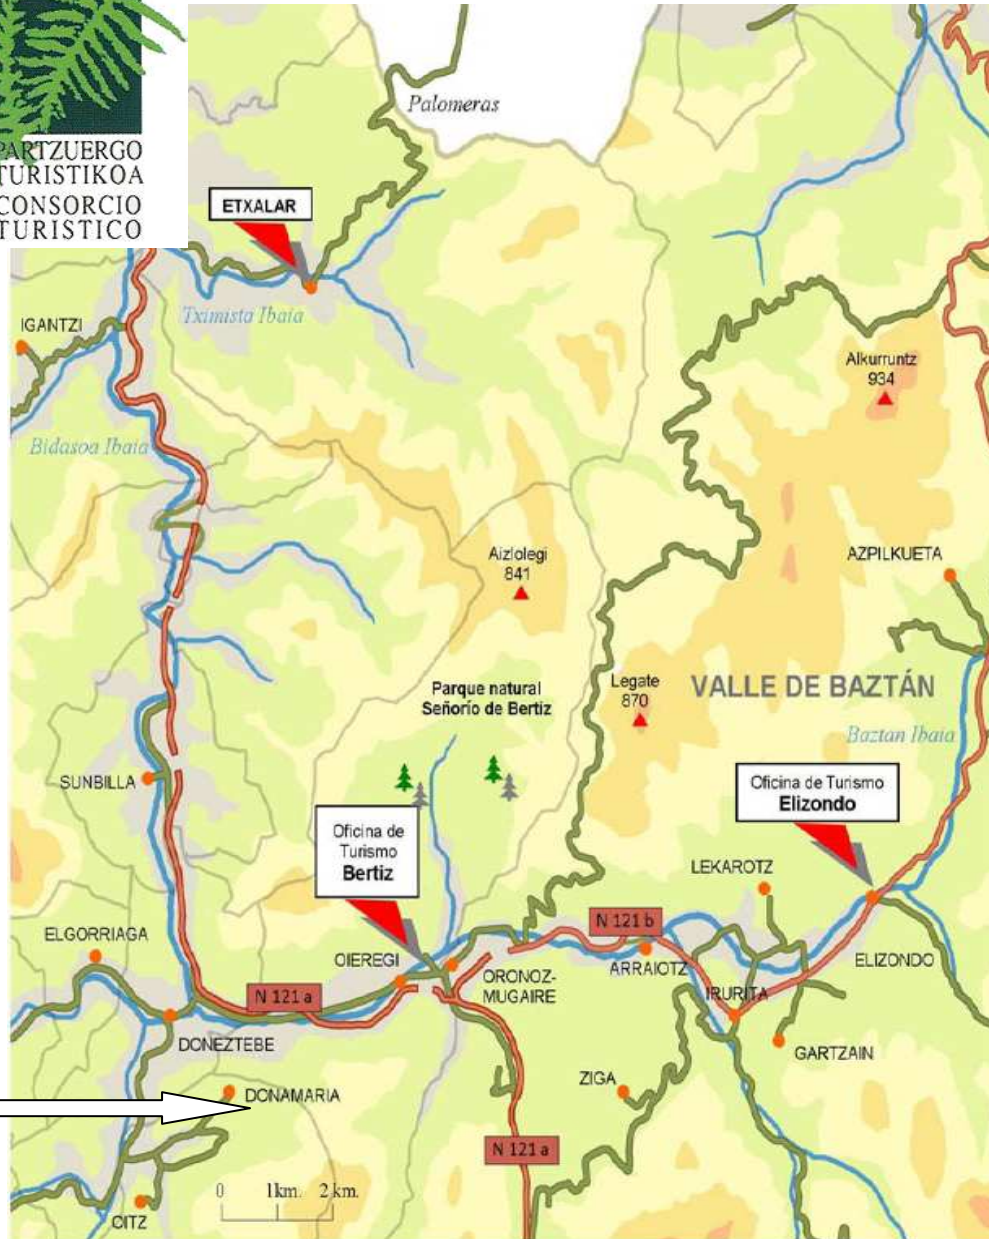 PARTZUERGO
TURISTIKOA
CONSORCIO
TURISTICO
Palomeras
ETXALAR
Tximista Ibaia
IGANTZI
Alkurruntz
934
Bidasoa Ibaia
Aizlolegi
841
AZPILKUETA
Parque natural
Señorío de Bertiz
Legate
870
VALLE DE BAZTÁN
Baztan Ibaia
SUNBILLA
Oficina de Turismo
Elizondo
Oficina de
Turismo
Bertiz
LEKAROTZ
N 121 b
ELGORRIAGA
OIEREGI
ORONOZ-
MUGAIRE
ARRAIOTZ
ELIZONDO
N 121 a
IRURITA
DONEZTEBE
GARTZAIN
ZIGA
DONAMARIA
N 121 a
0 1km. 2 km.
OITZ